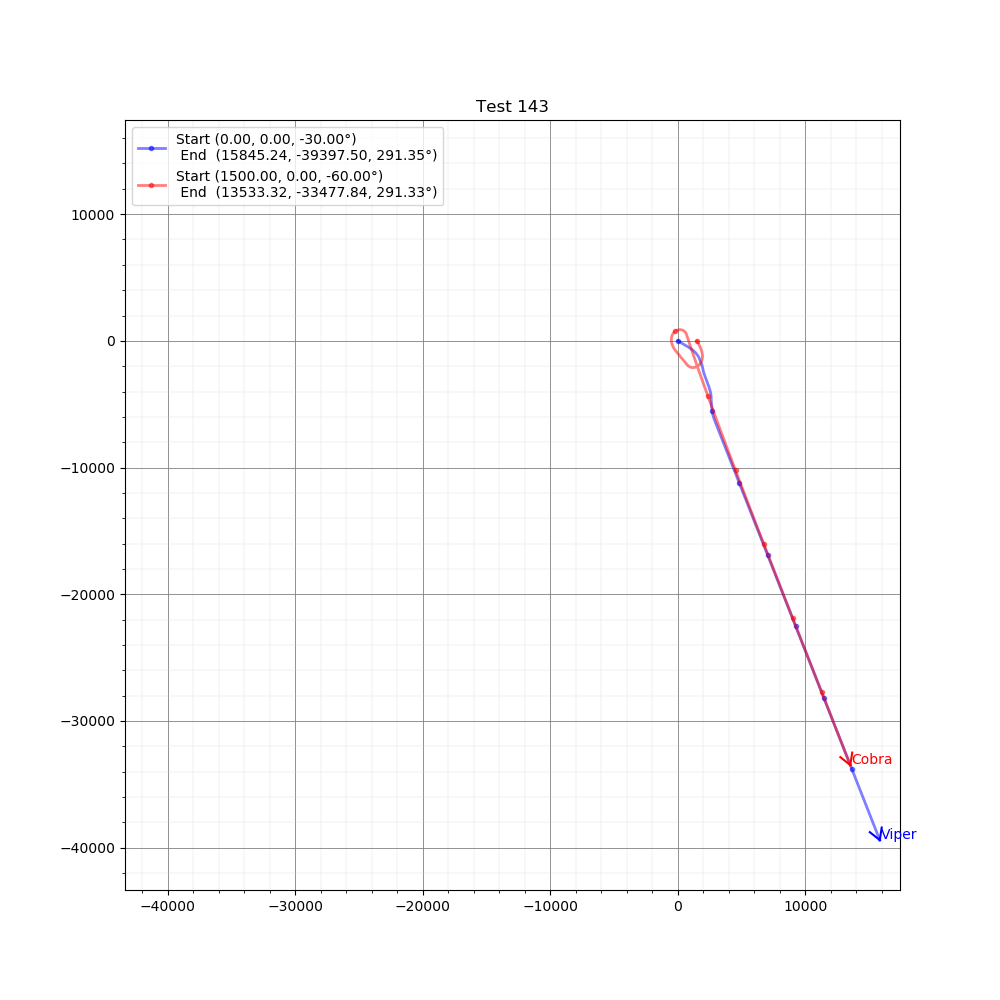 Test 143
Start (0.00, 0.00, -30.00°)
End (15845.24, -39397.50, 291.35°)
Start (1500.00, 0.00, -60.00°)
End (13533.32, -33477.84, 291.33°)
10000
0
−10000
−20000
−30000
−40000
Cobra
Viper
−40000
−30000
−20000
−10000
0
10000